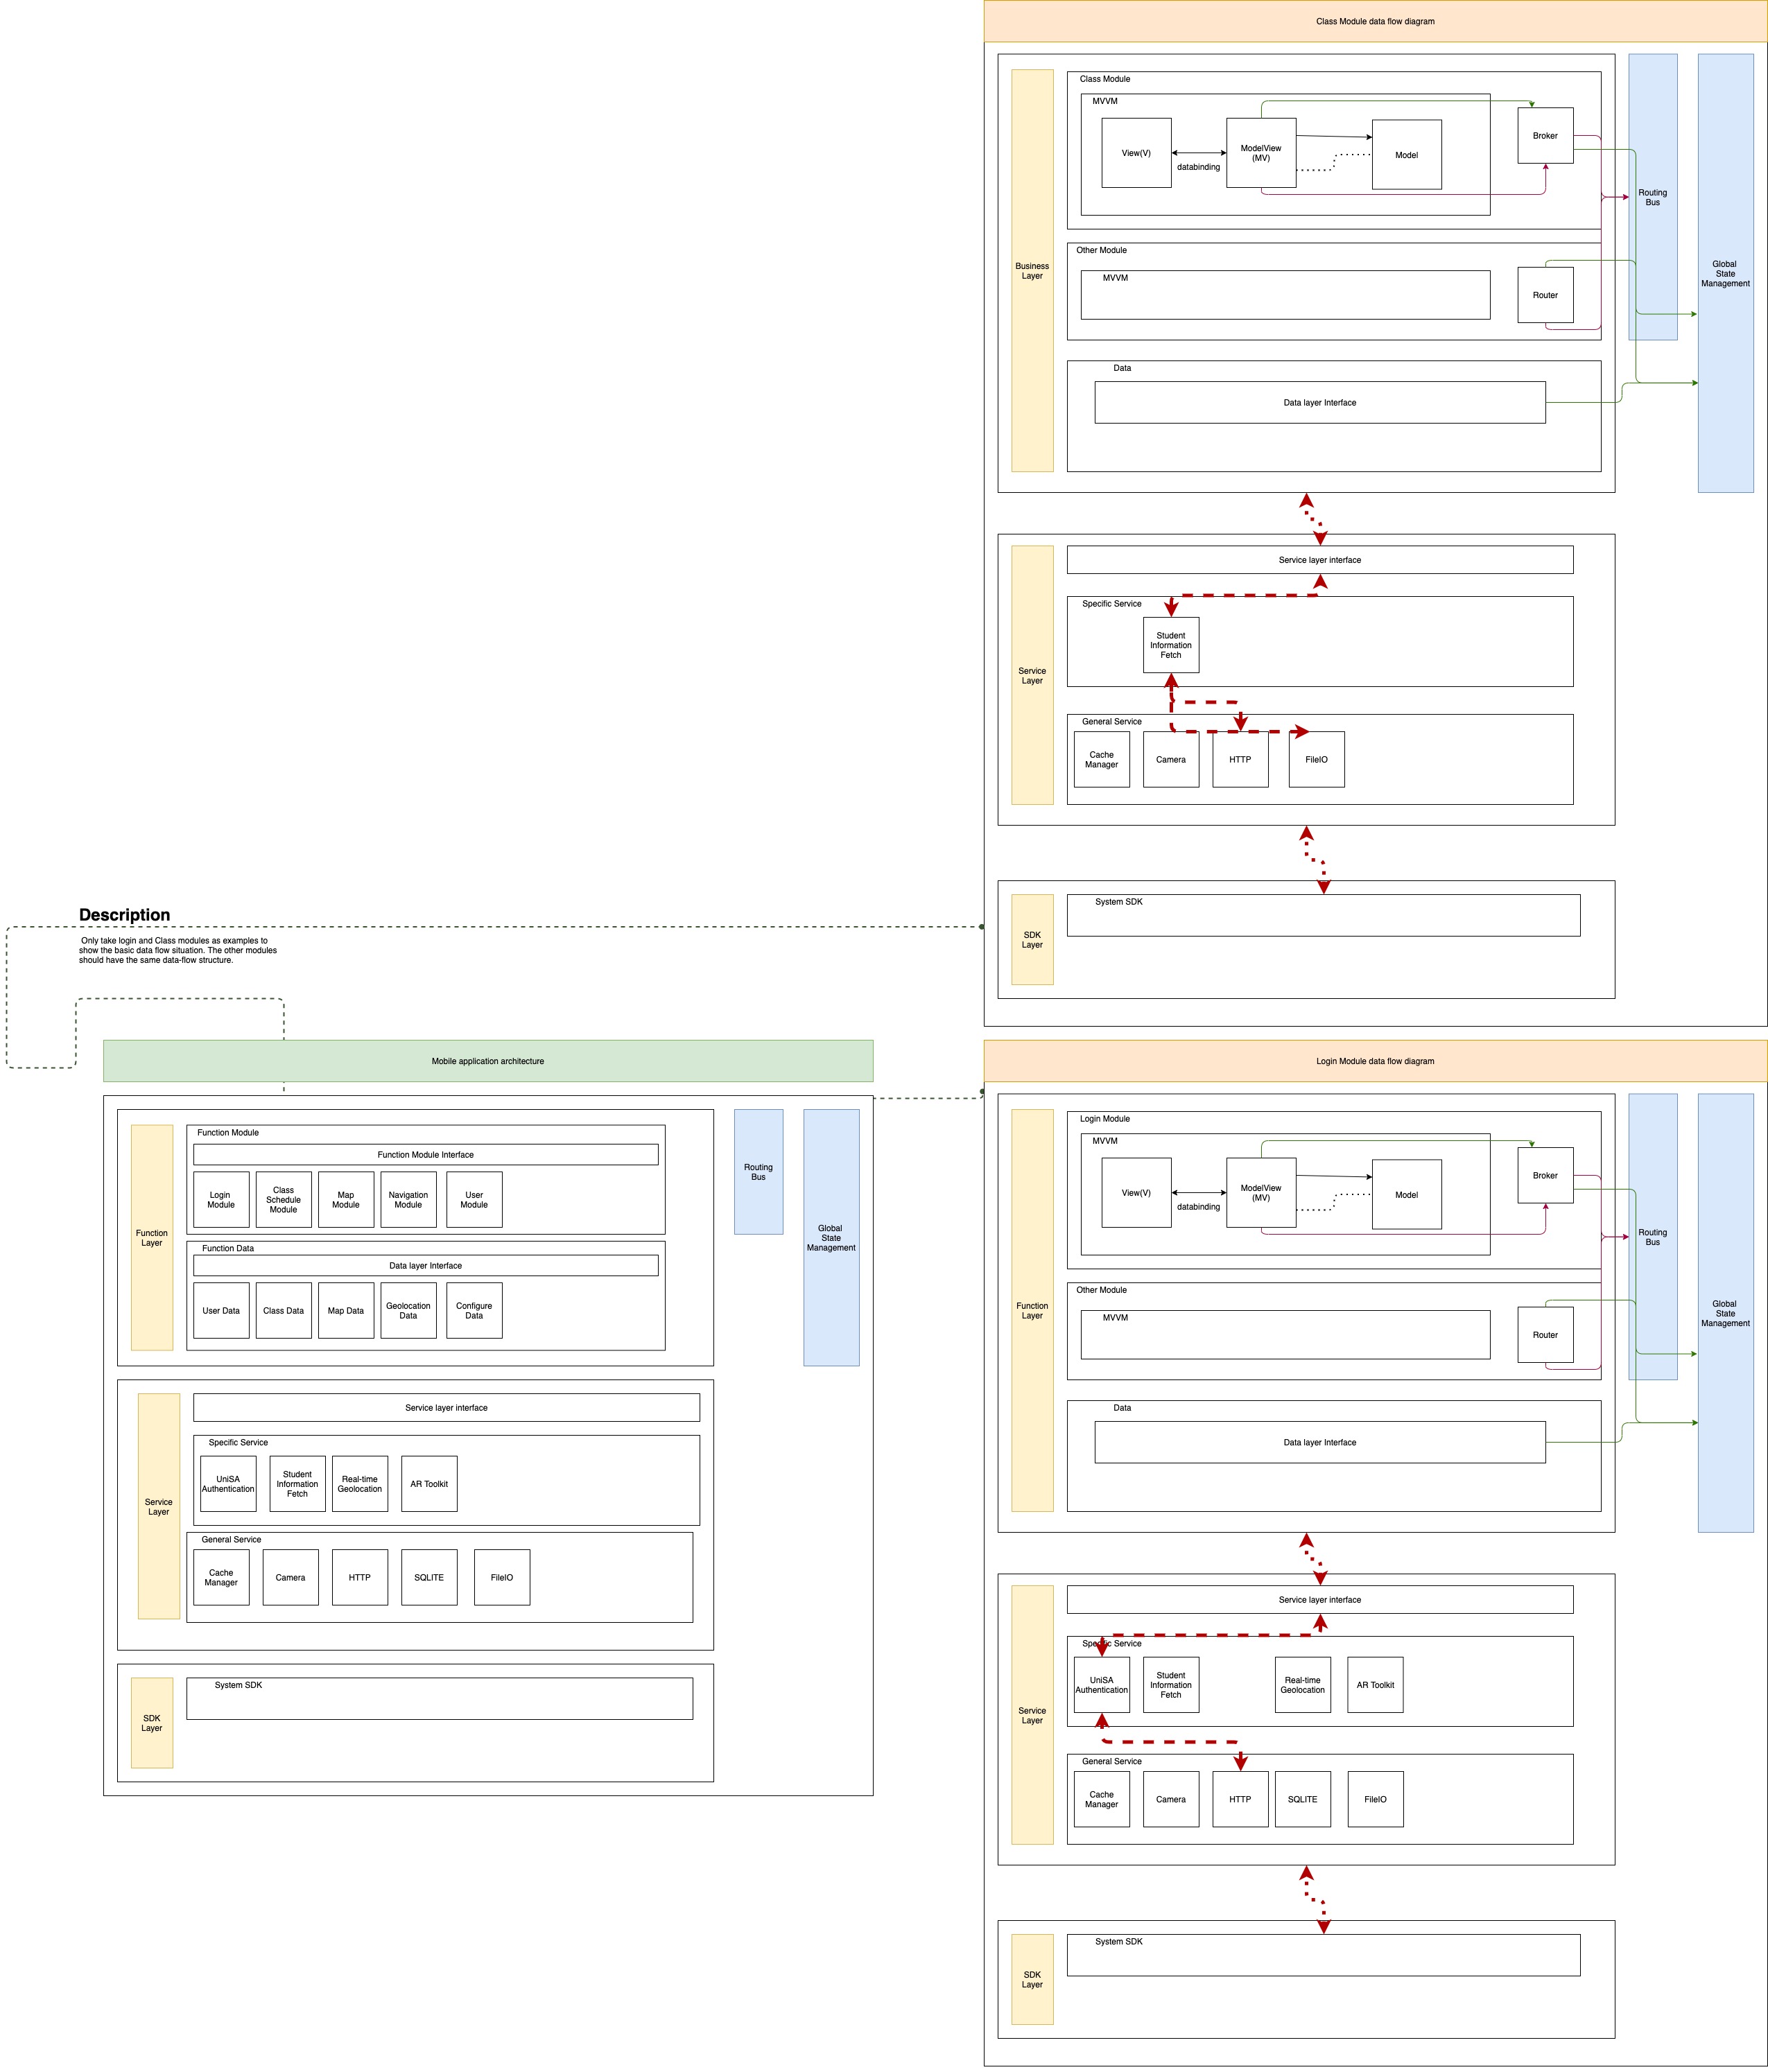 Class Module data flow diagram
Class Module
MVVM
View(V)
databinding
ModelView
(MV)
Model
Broker
Routing
Bus
Global
State
Management
Business
Layer
Other Module
MVVM
Router
Data
Data layer Interface
Service
Layer
Service layer interface
Specific Service
Student
Information
Fetch
General Service
Cache
Manager
Camera
HTTP
FileIO
SDK
Layer
System SDK
Description
Only take login and Class modules as examples to
show the basic data flow situation. The other modules
should have the same data-flow structure.
Mobile application architecture
Function
Layer
Function Module
Function Module Interface
Login
Module
Class
Schedule
Module
Map
Module
Navigation
Module
User
Module
Function Data
Data layer Interface
User Data
Class Data
Map Data
Geolocation
Data
Configure
Data
Routing
Bus
Global
State
Management
Service
Layer
Service layer interface
Specific Service
UniSA
Authentication
Student
Information
Fetch
Real-time
Geolocation
AR Toolkit
General Service
Cache
Manager
Camera
HTTP
SQLITE
FileIO
SDK
Layer
System SDK
Login Module data flow diagram
Function
Layer
Login Module
MVVM
View(V)
databinding
ModelView
(MV)
Model
Broker
Routing
Bus
Global
State
Management
Other Module
MVVM
Router
Data
Data layer Interface
Service
Layer
Service layer interface
Specific Service
UniSA
Authentication
Student
Information
Fetch
Real-time
Geolocation
AR Toolkit
General Service
Cache
Manager
Camera
HTTP
SQLITE
FileIO
SDK
Layer
System SDK